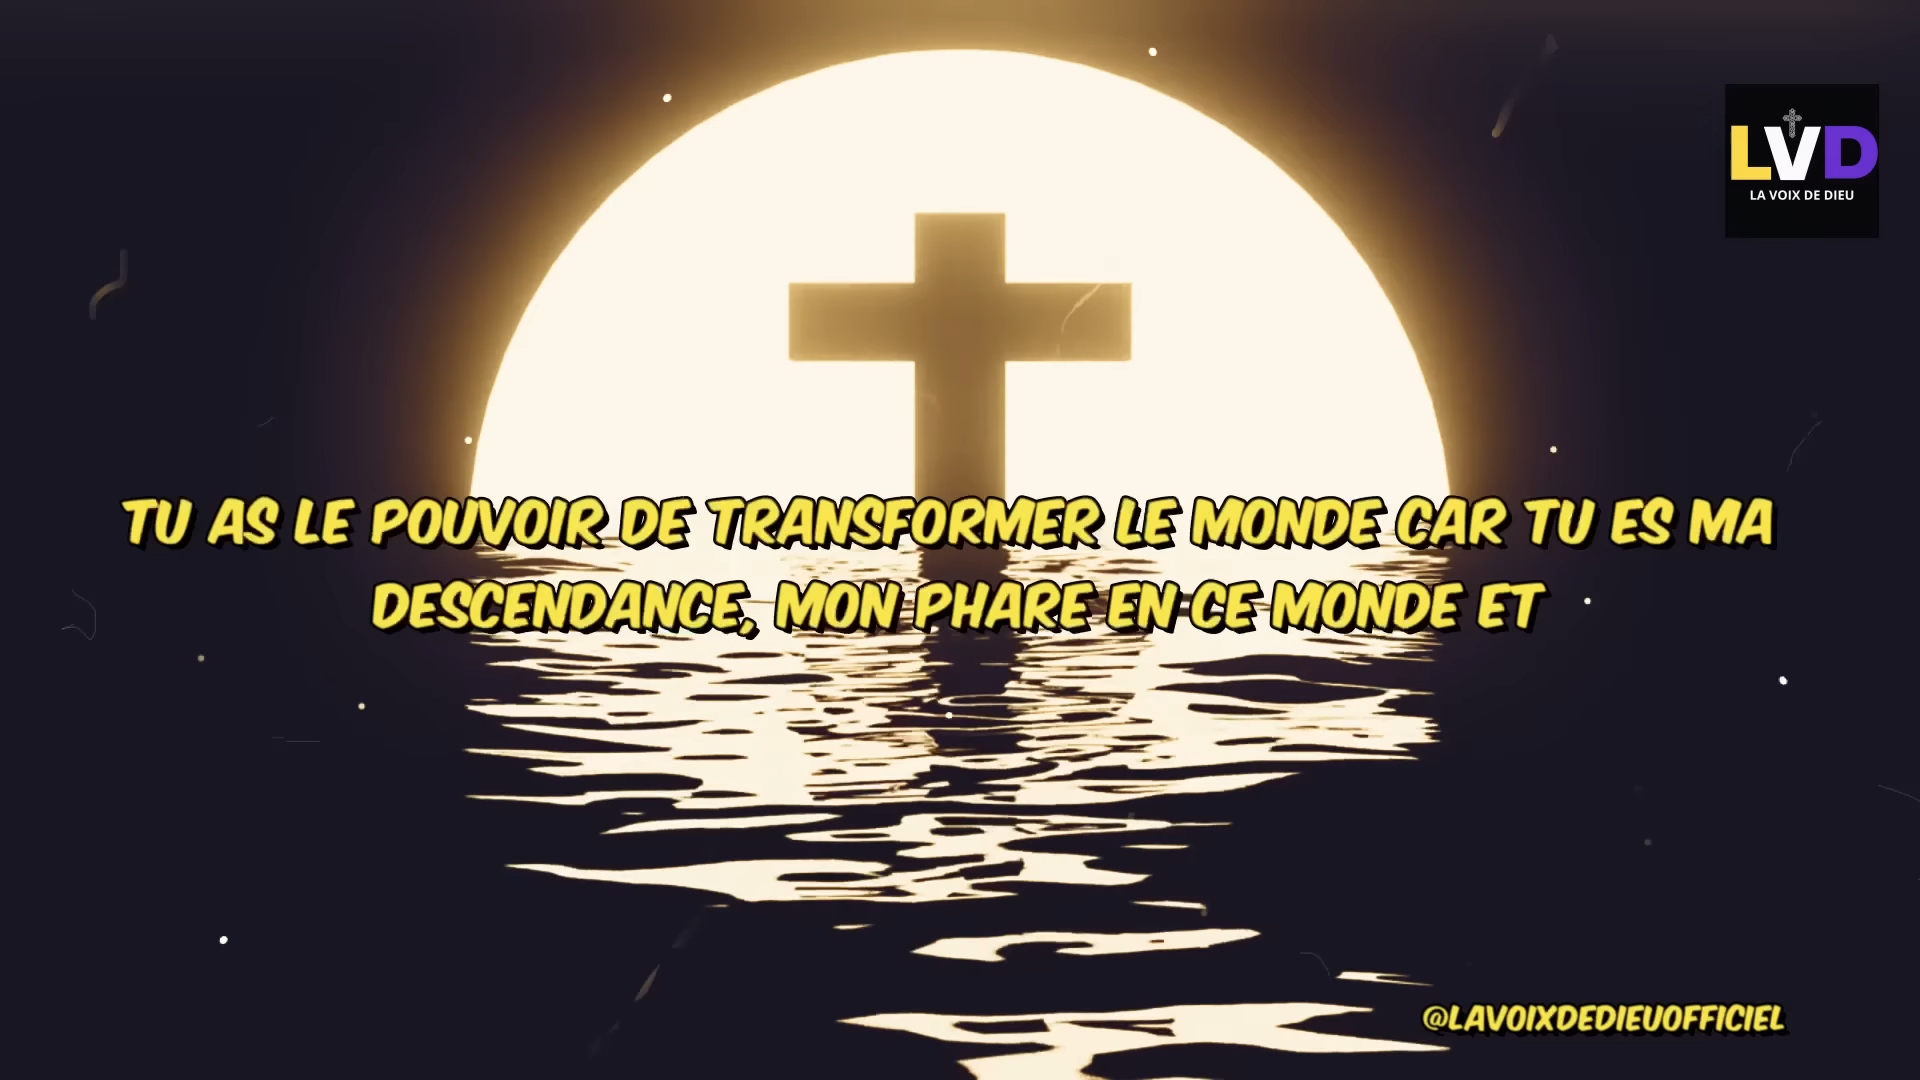 LVD
LA VOIX DE DIEU
TU AS LE POUVOIR DE TRANSFORMER LE MONDE CAR TU ES MA
DESCENDANCE, MON PHARE EN CE MONDE ET
@LAVOIXDEDIEUOFFICIEL